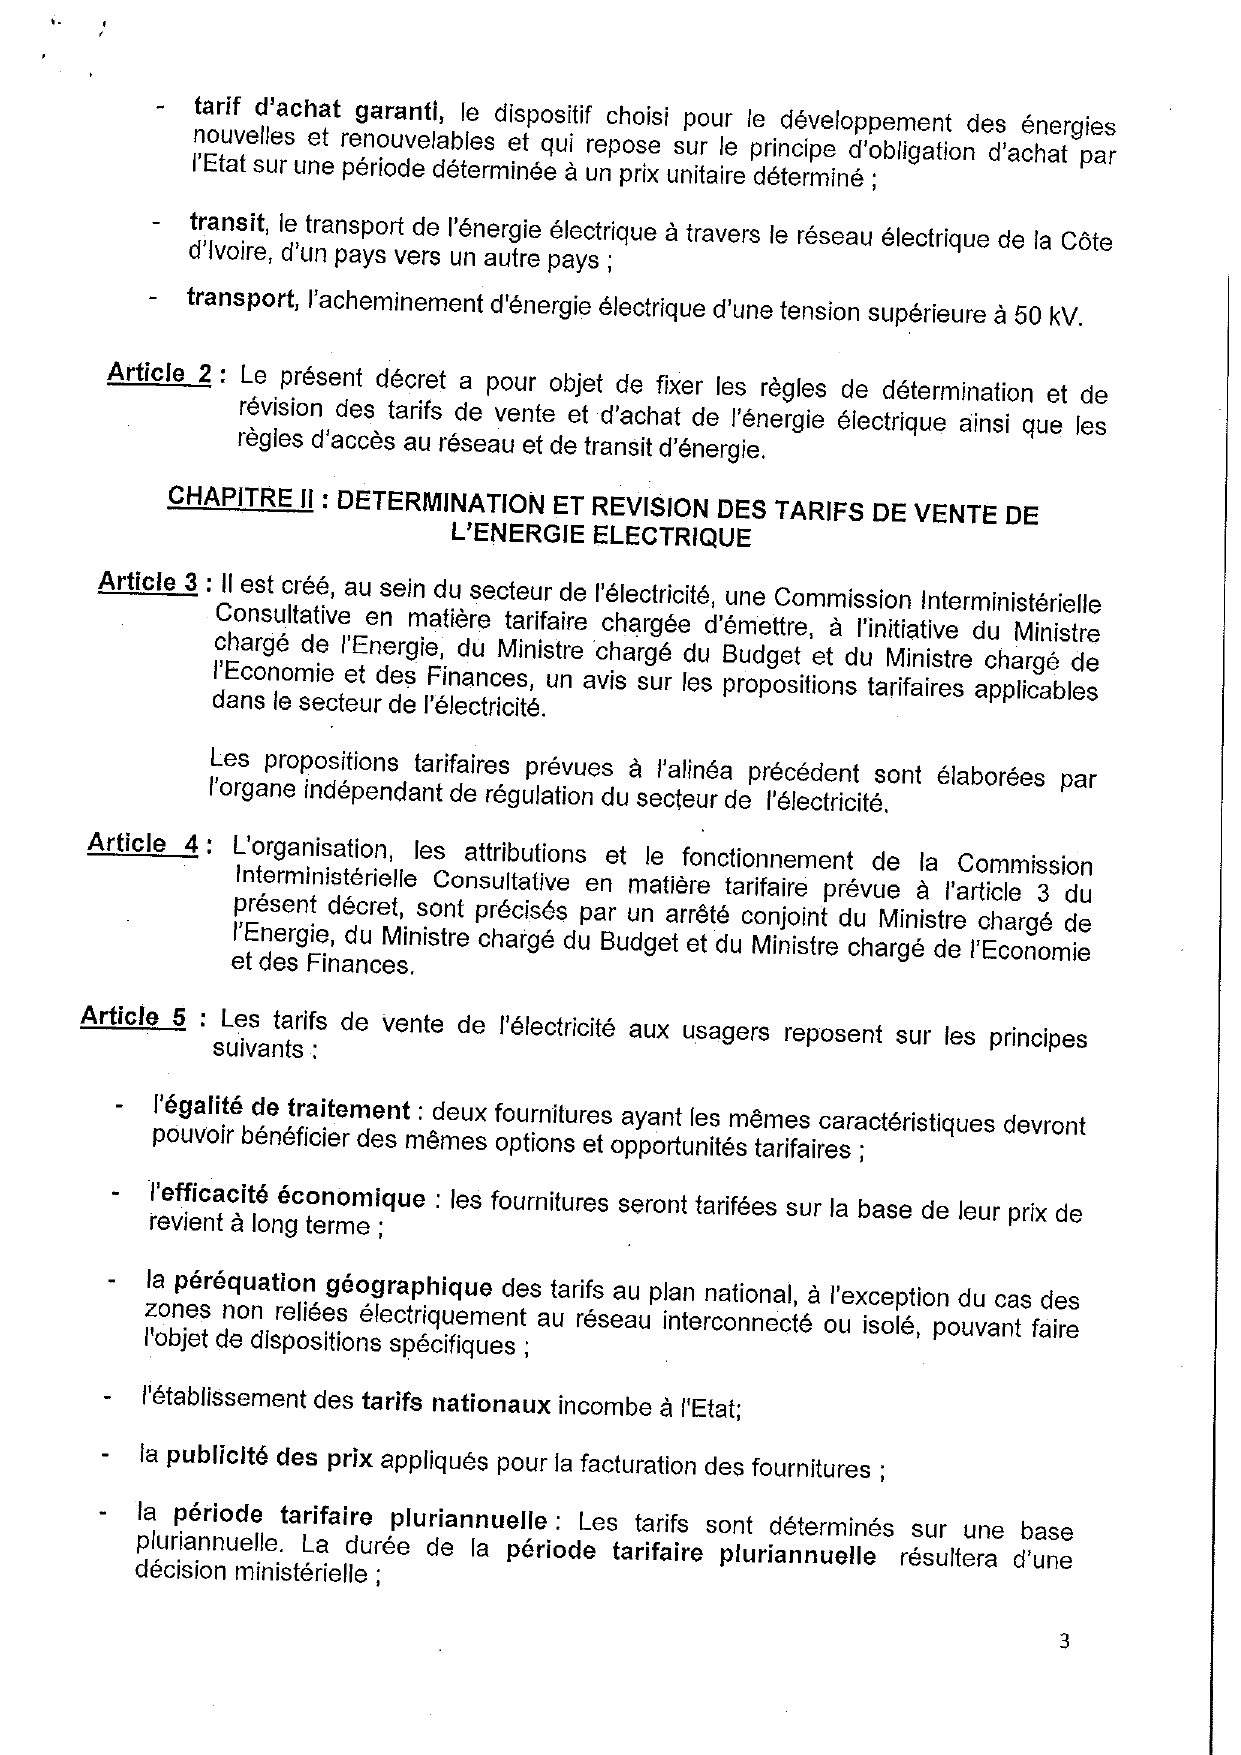 - tarif d'achat garanti, le dispositif choisi pour le développement des énergies
nouvelles et renouvelables et qui repose sur le principe d'obligation d'achat par
l'Etat sur une période déterminée à un prix unitaire déterminé ;
- transit, le transport de l'énergie électrique à travers le réseau électrique de la Côte
d'Ivoire, d'un pays vers un autre pays ;
- transport, l'acheminement d'énergie électrique d'une tension supérieure à 50 kV.
Article 2 : Le présent décret a pour objet de fixer les règles de détermination et de
révision des tarifs de vente et d'achat de l'énergie électrique ainsi que les
règles d'accès au réseau et de transit d'énergie.
CHAPITRE II : DETERMINATION ET REVISION DES TARIFS DE VENTE DE
L'ENERGIE ELECTRIQUE
Article 3 : Il est créé, au sein du secteur de l'électricité, une Commission Interministérielle
Consultative en matière tarifaire chargée d'émettre, à l'initiative du Ministre
chargé de l'Energie, du Ministre chargé du Budget et du Ministre chargé de
l'Economie et des Finances, un avis sur les propositions tarifaires applicables
dans le secteur de l'électricité.
Les propositions tarifaires prévues à l'alinéa précédent sont élaborées par
l'organe indépendant de régulation du secteur de l'électricité.
Article 4 : L'organisation, les attributions et le fonctionnement de la Commission
Interministérielle Consultative en matière tarifaire prévue à l'article 3 du
présent décret, sont précisés par un arrêté conjoint du Ministre chargé de
l'Energie, du Ministre chargé du Budget et du Ministre chargé de l'Economie
et des Finances.
Article 5 : Les tarifs de vente de l'électricité aux usagers reposent sur les principes
suivants :
- l'égalité de traitement : deux fournitures ayant les mêmes caractéristiques devront
pouvoir bénéficier des mêmes options et opportunités tarifaires ;
- l'efficacité économique : les fournitures seront tarifées sur la base de leur prix de
revient à long terme ;
- la péréquation géographique des tarifs au plan national, à l'exception du cas des
zones non reliées électriquement au réseau interconnecté ou isolé, pouvant faire
l'objet de dispositions spécifiques ;
- l'établissement des tarifs nationaux incombe à l'Etat;
- la publicité des prix appliqués pour la facturation des fournitures ;
- la période tarifaire pluriannuelle : Les tarifs sont déterminés sur une base
pluriannuelle. La durée de la période tarifaire pluriannuelle résultera d'une
décision ministérielle ;
3